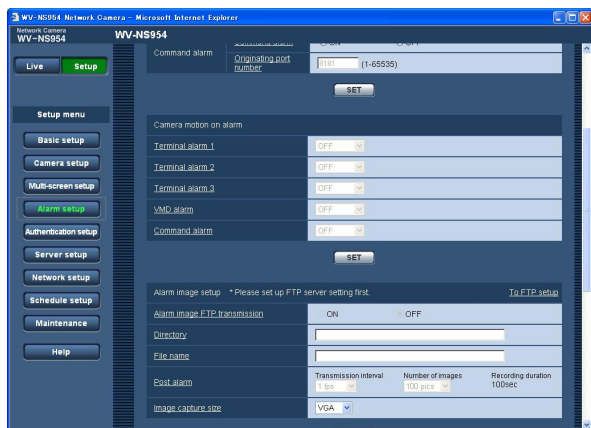 WV-NS954 Network Camera - Microsoft Internet Explorer
Network Camera
WV-NS954
WV-NS954
Live Setup
Setup menu
Basic setup
Camera setup
Multi-screen setup
Alarm setup
Authentication setup
Server setup
Network setup
Schedule setup
Maintenance
Help
Command alarm
Command alarm ON OFF
Originating port number 8181 (1-65535)
SET
Camera motion on alarm
Terminal alarm 1 OFF
Terminal alarm 2 OFF
Terminal alarm 3 OFF
VMD alarm OFF
Command alarm OFF
SET
Alarm image setup * Please set up FTP server setting first. To FTP setup
Alarm image FTP transmission ON OFF
Directory
File name
Post alarm
Transmission interval Number of images Recording duration
1 fps 100 pics 100sec
Image capture size VGA